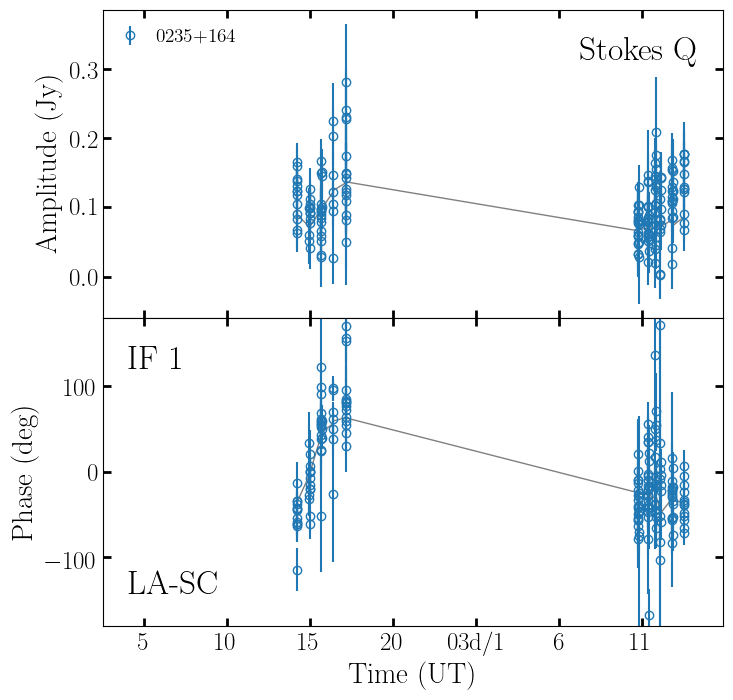 0235+164
Stokes Q
Amplitude (Jy)
0.3
0.2
0.1
0.0
IF 1
Phase (deg)
100
0
−100
LA-SC
5 10 15 20 03d/1 6 11
Time (UT)